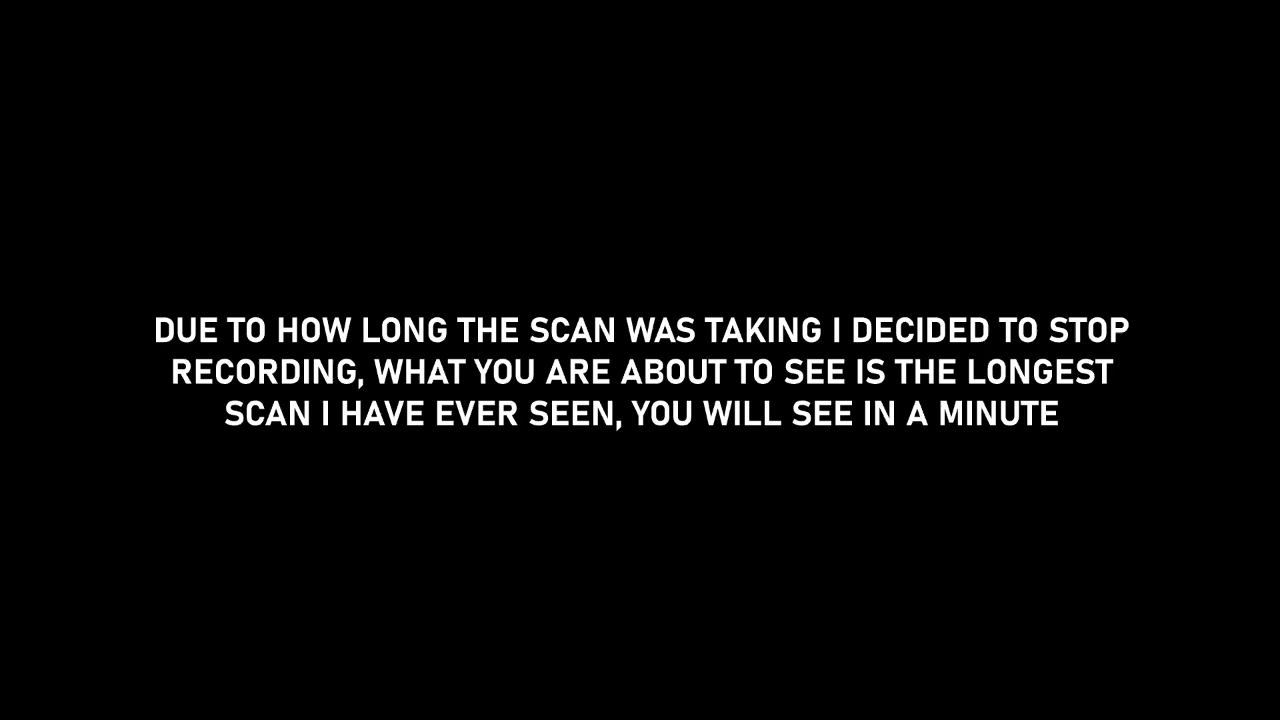 DUE TO HOW LONG THE SCAN WAS TAKING I DECIDED TO STOP
RECORDING, WHAT YOU ARE ABOUT TO SEE IS THE LONGEST
SCAN I HAVE EVER SEEN, YOU WILL SEE IN A MINUTE